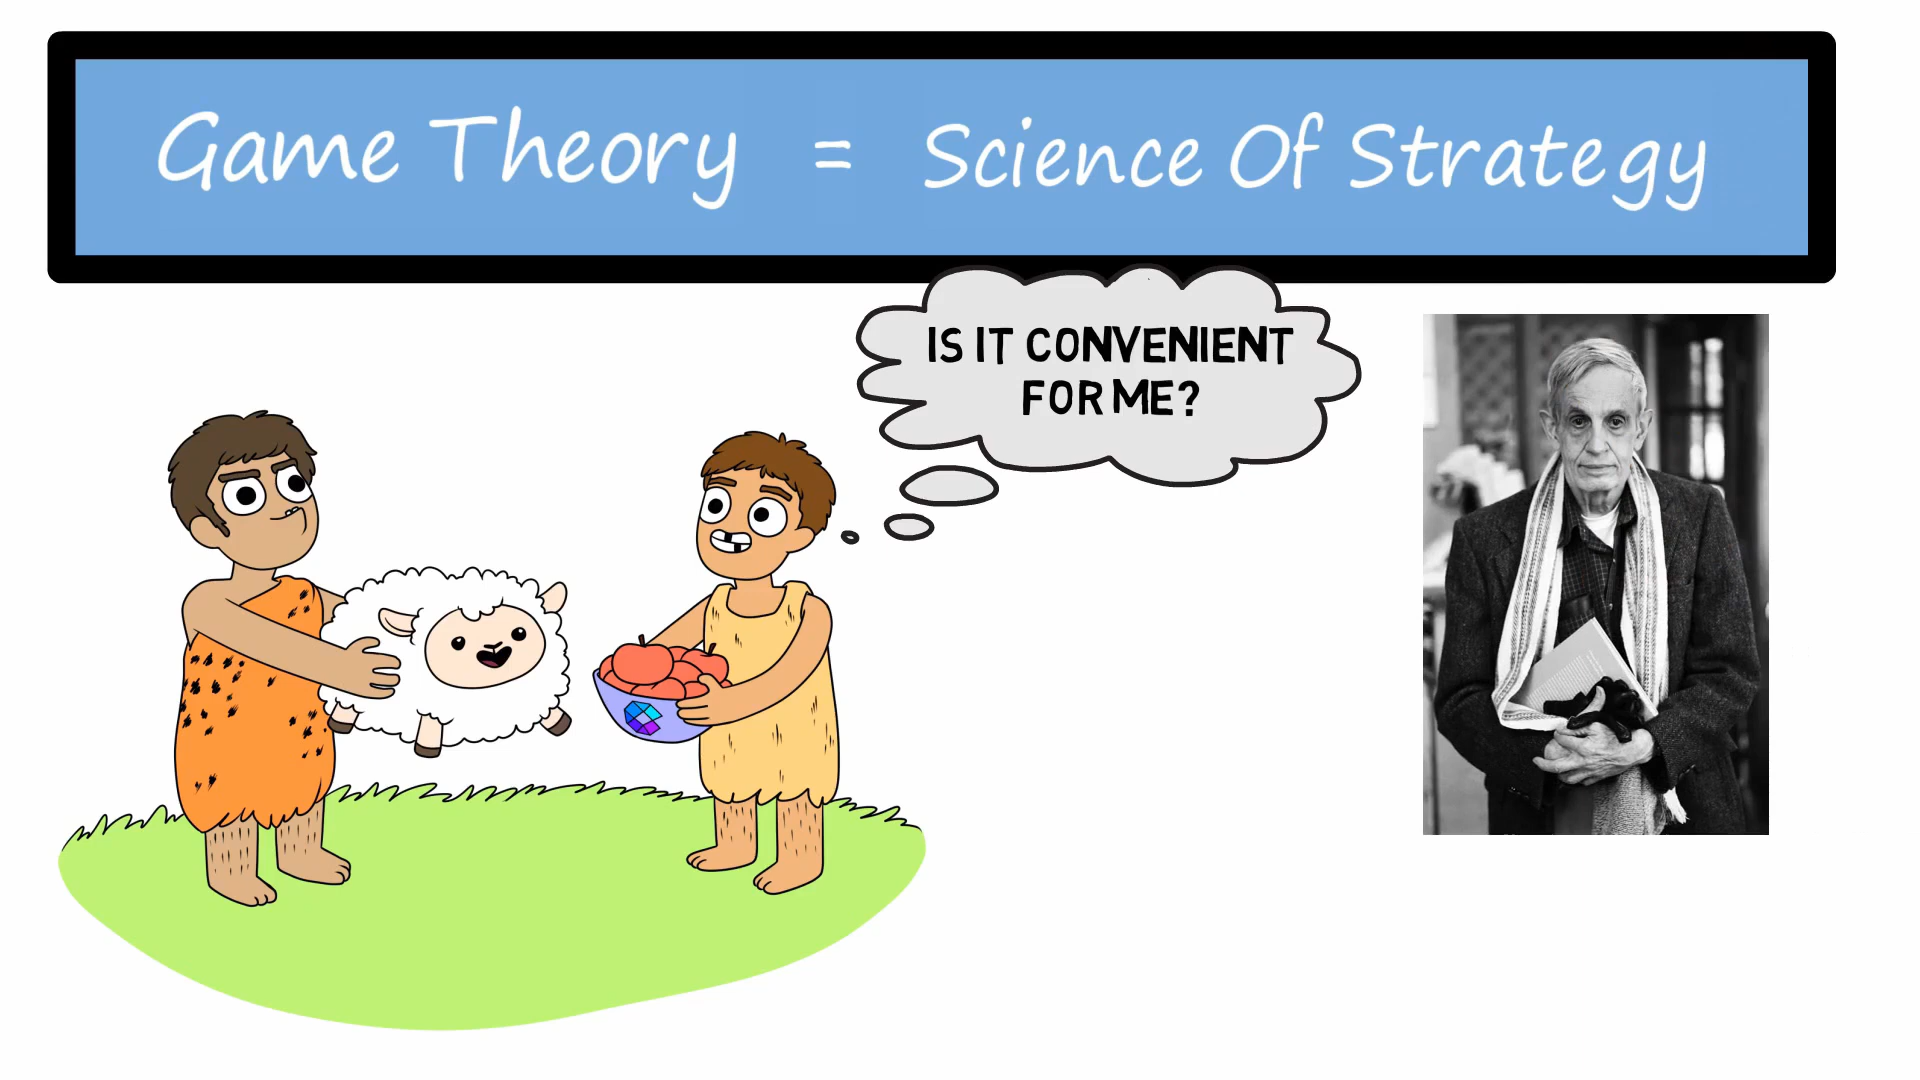 Game Theory = Science Of Strategy
IS IT CONVENIENT
FOR ME?